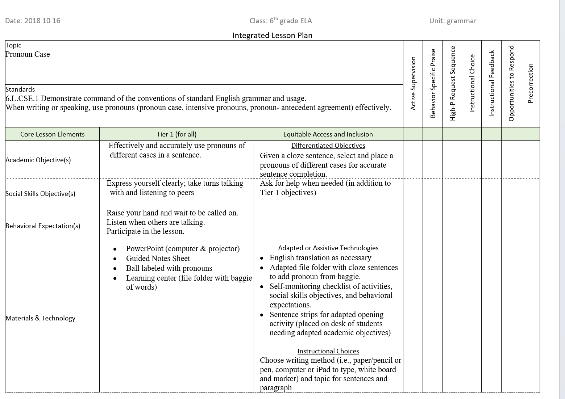 Date: 2018 10 16
Class: 6th grade ELA
Unit: grammar
Integrated Lesson Plan
Topic
Pronoun Case
Active Supervision
Behavior Specific Praise
High-P Request Sequence
Instructional Choice
Instructional Feedback
Opportunities to Respond
Precorrection
Standards
6.L.CSE.1 Demonstrate command of the conventions of standard English grammar and usage.
When writing or speaking, use pronouns (pronoun case, intensive pronouns, pronoun- antecedent agreement) effectively.
Core Lesson Elements
Tier 1 (for all)
Equitable Access and Inclusion
Academic Objective(s)
Effectively and accurately use pronouns of
different cases in a sentence.
Differentiated Objectives
Given a cloze sentence, select and place a
pronouns of different cases for accurate
sentence completion.
Social Skills Objective(s)
Express yourself clearly; take turns talking
with and listening to peers
Ask for help when needed (in addition to
Tier 1 objectives)
Behavioral Expectation(s)
Raise your hand and wait to be called on.
Listen when others are talking.
Participate in the lesson.
Materials & Technology
• PowerPoint (computer & projector)
• Guided Notes Sheet
• Ball labeled with pronouns
• Learning center (file folder with baggie
of words)
Adapted or Assistive Technologies
• English translation as necessary
• Adapted file folder with cloze sentences
to add pronoun from baggie.
• Self-monitoring checklist of activities,
social skills objectives, and behavioral
expectations.
• Sentence strips for adapted opening
activity (placed on desk of students
needing adapted academic objectives)
Instructional Choices
Choose writing method (i.e., paper/pencil or
pen, computer or iPad to type, white board
and marker) and topic for sentences and
paragraph